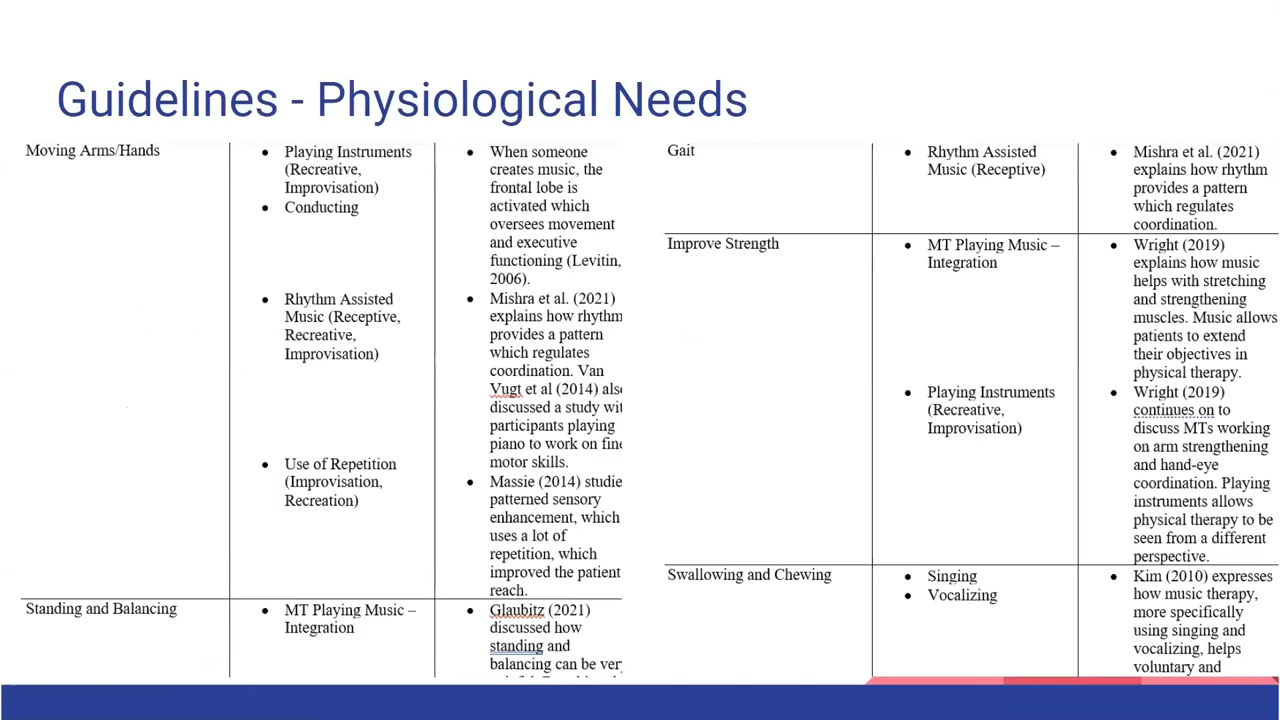 Guidelines - Physiological Needs
Moving Arms/Hands
• Playing Instruments
(Recreative,
Improvisation)
• Conducting
• Rhythm Assisted
Music (Receptive,
Recreative,
Improvisation)
• Use of Repetition
(Improvisation,
Recreation)
• When someone
creates music, the
frontal lobe is
activated which
oversees movement
and executive
functioning (Levitin,
2006).
• Mishra et al. (2021)
explains how rhythm
provides a pattern
which regulates
coordination. Van
Vugt et al (2014) als
discussed a study wit
participants playing
piano to work on fine
motor skills.
• Massie (2014) studie
patterned sensory
enhancement, which
uses a lot of
repetition, which
improved the patient
reach.
Standing and Balancing
• MT Playing Music –
Integration
• Glaubitz (2021)
discussed how
standing and
balancing can be ver
Gait
• Rhythm Assisted
Music (Receptive)
• Mishra et al. (2021)
explains how rhythm
provides a pattern
which regulates
coordination.
Improve Strength
• MT Playing Music –
Integration
• Playing Instruments
(Recreative,
Improvisation)
• Wright (2019)
explains how music
helps with stretching
and strengthening
muscles. Music allows
patients to extend
their objectives in
physical therapy.
• Wright (2019)
continues on to
discuss MTs working
on arm strengthening
and hand-eye
coordination. Playing
instruments allows
physical therapy to be
seen from a different
perspective.
Swallowing and Chewing
• Singing
• Vocalizing
• Kim (2010) expresses
how music therapy,
more specifically
using singing and
vocalizing, helps
voluntary and